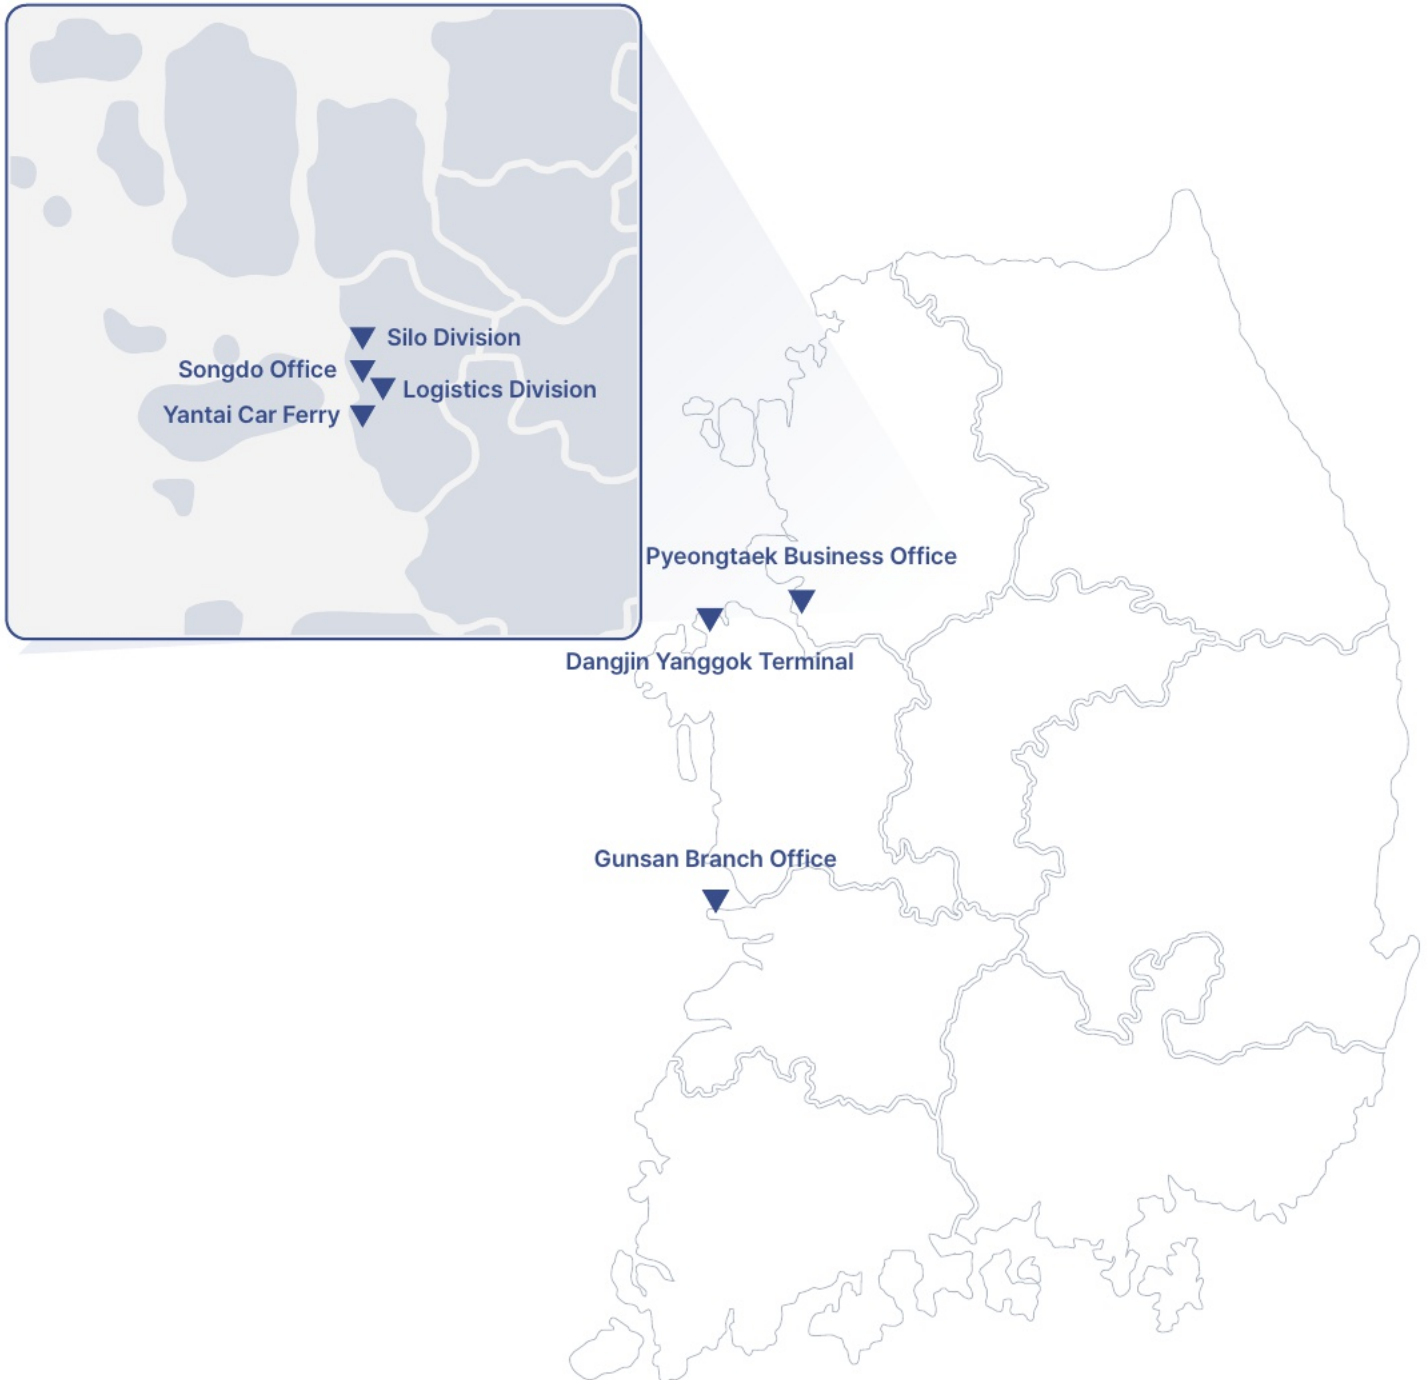 Silo Division
Songdo Office
Logistics Division
Yantai Car Ferry
Pyeongtaek Business Office
Dangjin Yanggok Terminal
Gunsan Branch Office